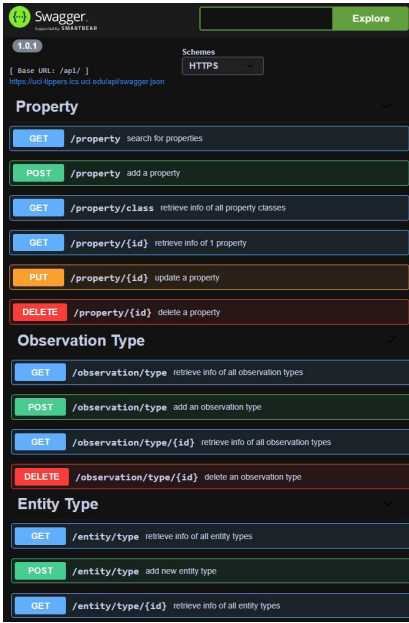 Swagger.
Supported by SMARTBEAR
Explore
1.0.1
[ Base URL: /api/ ]
https://uci-tippers.ics.uci.edu/api/swagger.json
Schemes
HTTPS
Property
GET /property search for properties
POST /property add a property
GET /property/class retrieve info of all property classes
GET /property/{id} retrieve info of 1 property
PUT /property/{id} update a property
DELETE /property/{id} delete a property
Observation Type
GET /observation/type retrieve info of all observation types
POST /observation/type add an observation type
GET /observation/type/{id} retrieve info of all observation types
DELETE /observation/type/{id} delete an observation type
Entity Type
GET /entity/type retrieve info of all entity types
POST /entity/type add new entity type
GET /entity/type/{id} retrieve info of all entity types